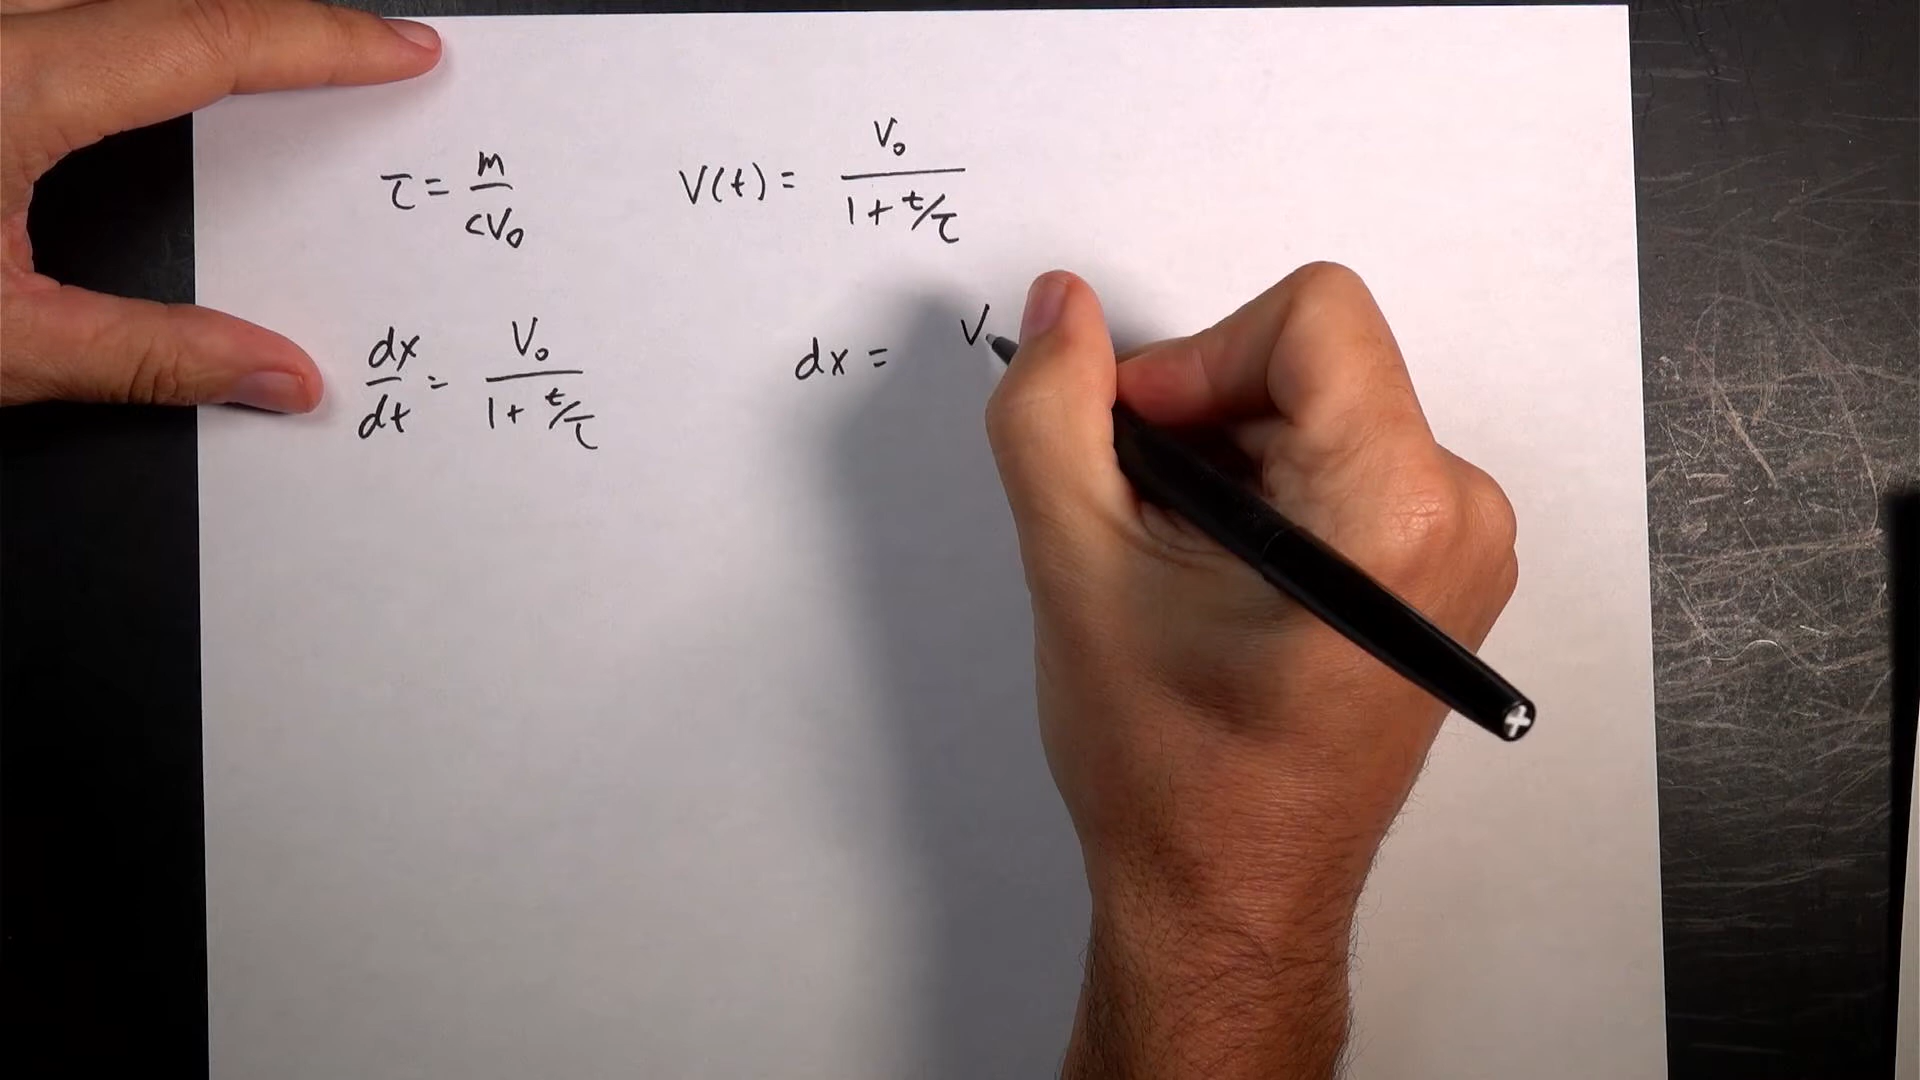 τ = m/cV₀    V(t) = V₀/(1 + t/τ)
dx/dt = V₀/(1 + t/τ)    dx = V